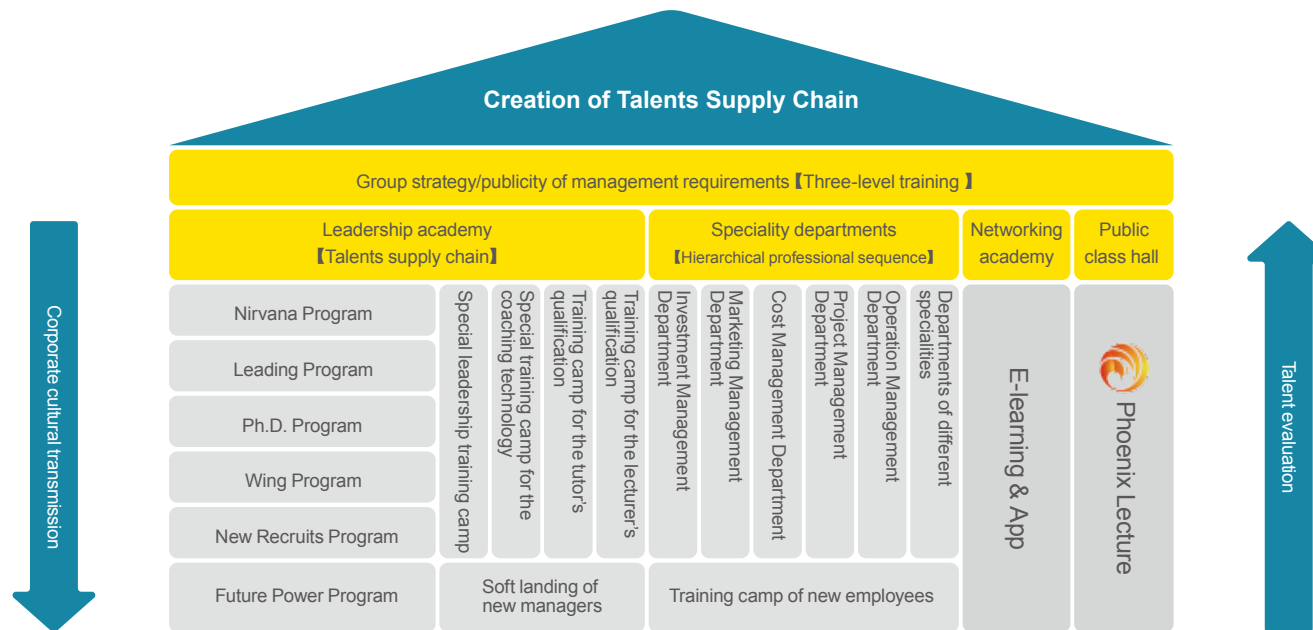 Creation of Talents Supply Chain
Group strategy/publicity of management requirements【Three-level training】
Leadership academy
【Talents supply chain】
Speciality departments
【Hierarchical professional sequence】
Networking
academy
Public
class hall
Corporate cultural transmission
Nirvana Program
Leading Program
Ph.D. Program
Wing Program
New Recruits Program
Future Power Program
Special leadership training camp
Special training camp for the
coaching technology
Training camp for the tutor's
qualification
Training camp for the lecturer's
qualification
Soft landing of
new managers
Investment Management
Department
Marketing Management
Department
Cost Management Department
Project Management
Department
Operation Management
Department
Departments of different
specialities
Training camp of new employees
E-learning & App
Phoenix Lecture
Talent evaluation